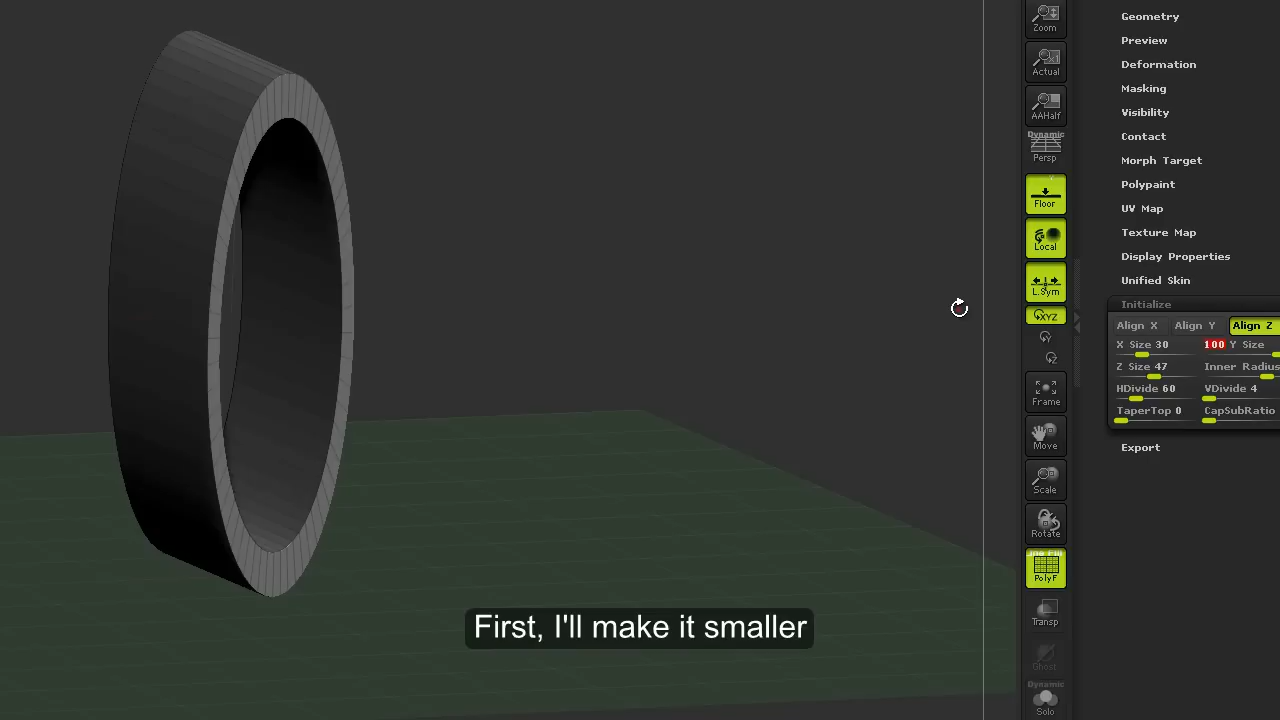 Zoom
Actual
AAHalf
Dynamic
Persp
Floor
Local
L.Sym
XYZ
Y
Z
Frame
Move
Scale
Rotate
Line Fill
PolyF
Transp
Ghost
Dynamic
Solo
Geometry
Preview
Deformation
Masking
Visibility
Contact
Morph Target
Polypaint
UV Map
Texture Map
Display Properties
Unified Skin
Initialize
Align X Align Y Align Z
X Size 30 100 Y Size
Z Size 47 Inner Radius
HDivide 60 VDivide 4
TaperTop 0 CapSubRatio
Export
First, I'll make it smaller